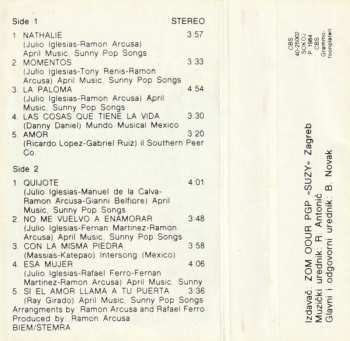 Side 1 STEREO
1 NATHALIE 3:57
(Julio Iglesias-Ramon Arcusa)
April Music, Sunny Pop Songs
2 MOMENTOS 3:33
(Julio Iglesias-Tony Renis-Ramon
Arcusa) April Music, Sunny Pop Songs
3 LA PALOMA 4:54
(Julio Iglesias-Ramon Arcusa) April
Music, Sunny Pop Songs
4 LAS COSAS QUE TIENE LA VIDA 3:30
(Danny Daniel) Mundo Musical Mexico
5 AMOR 3:20
(Ricardo Lopez-Gabriel Ruiz) il Southern Peer
Co.
Side 2
1 QUIJOTE 4:01
(Julio Iglesias-Manuel de la Calva-
Ramon Arcusa-Gianni Belfiore) April
Music, Sunny Pop Songs
2 NO ME VUELVO A ENAMORAR 3:48
(Julio Iglesias-Fernan Martinez-Ramon
Arcusa) April Music, Sunny Pop Songs
3 CON LA MISMA PIEDRA 3:58
(Massias-Katepao) Intersong (Mexico)
4 ESA MUJER 4:06
(Julio Iglesias-Rafael Ferro-Fernan
Martinez-Ramon Arcusa) April Music, Sunny
5 SI EL AMOR LLAMA A TU PUERTA 3:36
(Ray Girado) April Music, Sunny Pop Songs
Arrangments by: Ramon Arcusa and Rafael Ferro
Produced by: Ramon Arcusa
BIEM/STEMRA
CBS
40-25002
SOKOJ
P 1984
CBS
Grammo-
foonplaten
Izdavač: ZOM OOUR PGP »SUZY« Zagreb
Muzički urednik: R. Antonić
Glavni i odgovorni urednik: B. Novak